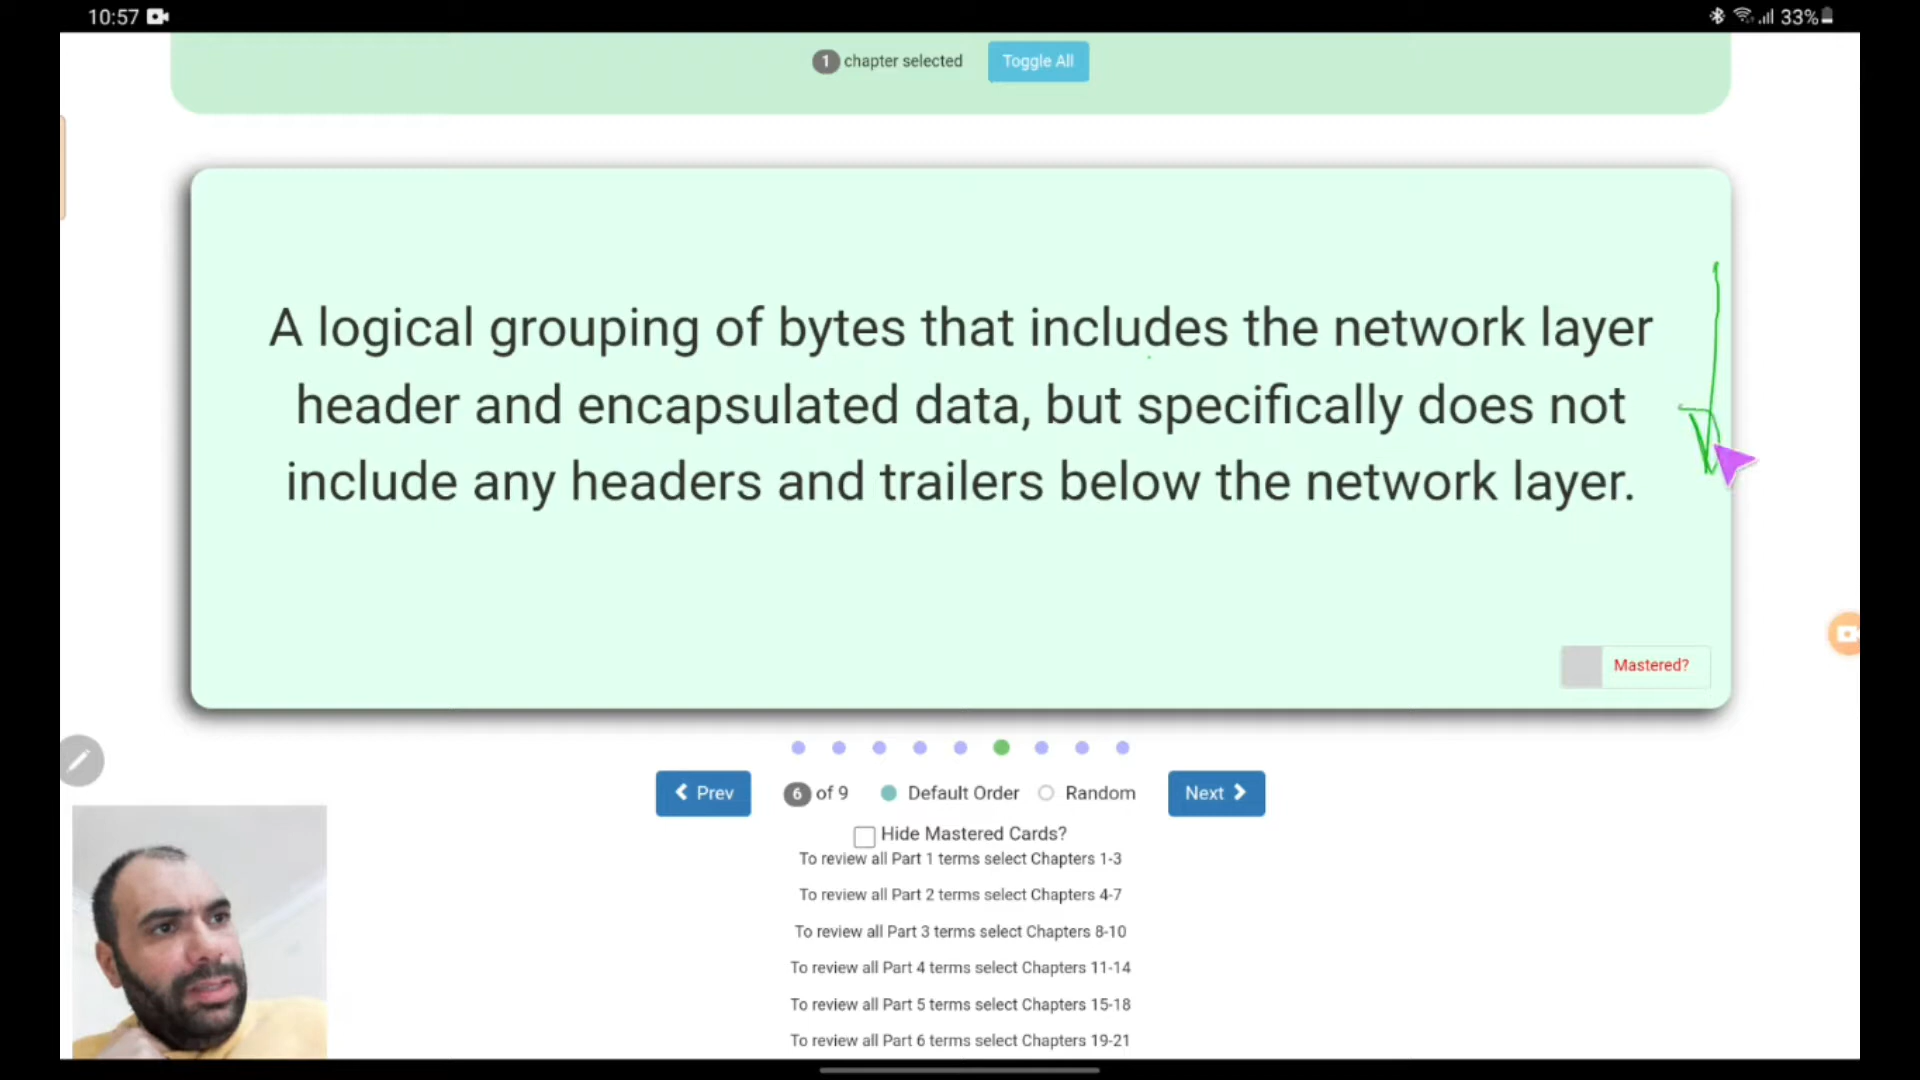 10:57
33%
1 chapter selected
Toggle All
A logical grouping of bytes that includes the network layer
header and encapsulated data, but specifically does not
include any headers and trailers below the network layer.
Mastered?
Prev
6 of 9
Default Order
Random
Next
Hide Mastered Cards?
To review all Part 1 terms select Chapters 1-3
To review all Part 2 terms select Chapters 4-7
To review all Part 3 terms select Chapters 8-10
To review all Part 4 terms select Chapters 11-14
To review all Part 5 terms select Chapters 15-18
To review all Part 6 terms select Chapters 19-21